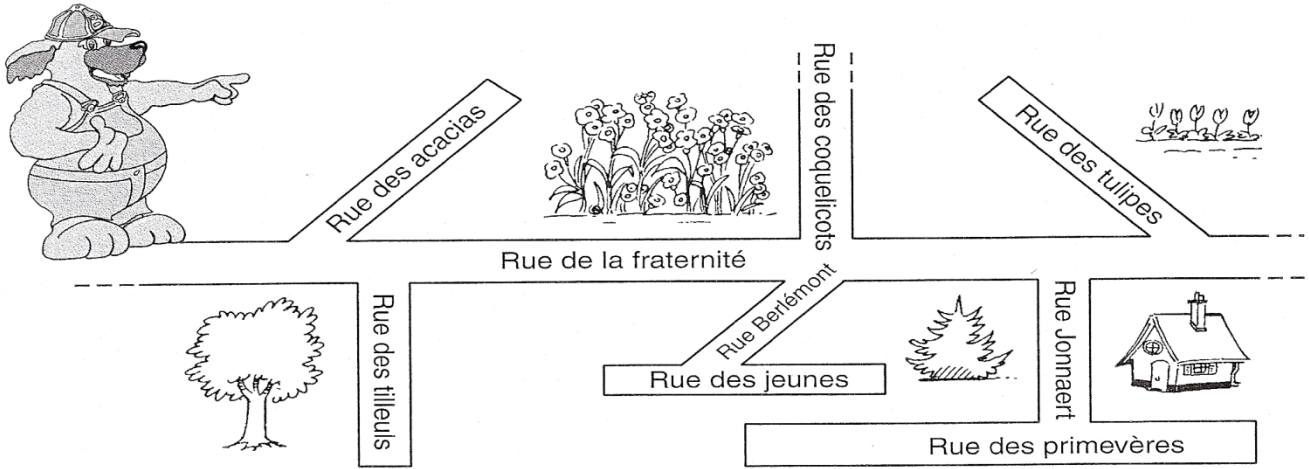 Rue des acacias
Rue des coquelicots
Rue des tulipes
Rue de la fraternité
Rue des tilleuls
Rue Berlémont
Rue des jeunes
Rue Jonnaert
Rue des primevères